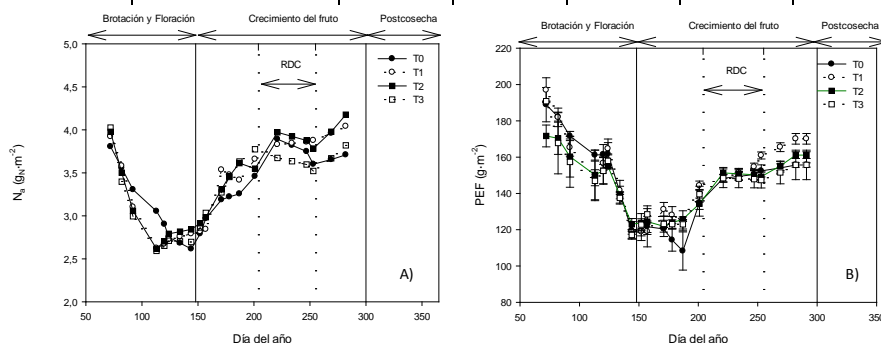 Brotación y Floración Crecimiento del fruto Postcosecha
5,0
4,5
4,0
3,5
3,0
2,5
2,0
Nₐ (g_N·m⁻²)
RDC
T0
T1
T2
T3
A)
50 100 150 200 250 300 350
Día del año
Brotación y Floración Crecimiento del fruto Postcosecha
220
200
180
160
140
120
100
80
60
PEF (g·m⁻²)
RDC
T0
T1
T2
T3
B)
50 100 150 200 250 300 350
Día del año